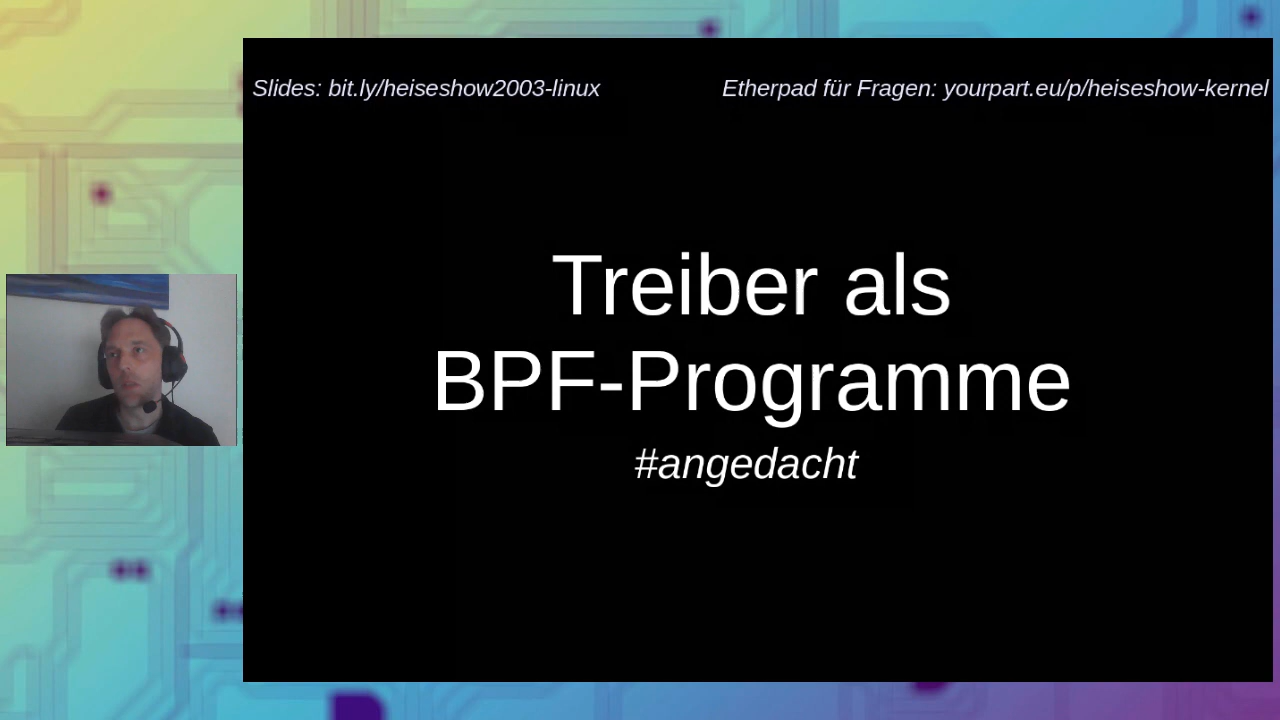 Slides: bit.ly/heiseshow2003-linux
Etherpad für Fragen: yourpart.eu/p/heiseshow-kernel
Treiber als
BPF-Programme
#angedacht